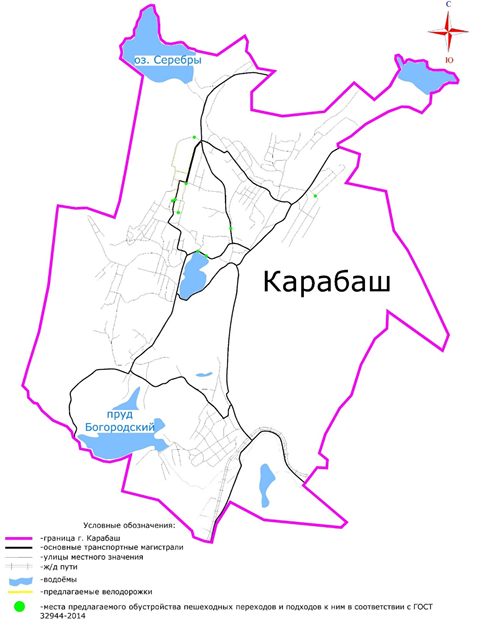 С
Ю
оз. Серебры
Карабаш
пруд
Богородский
Условные обозначения:
-граница г. Карабаш
-основные транспортные магистрали
-улицы местного значения
-ж/д пути
-водоёмы
-предлагаемые велодорожки
-места предлагаемого обустройства пешеходных переходов и подходов к ним в соответствии с ГОСТ
32944-2014